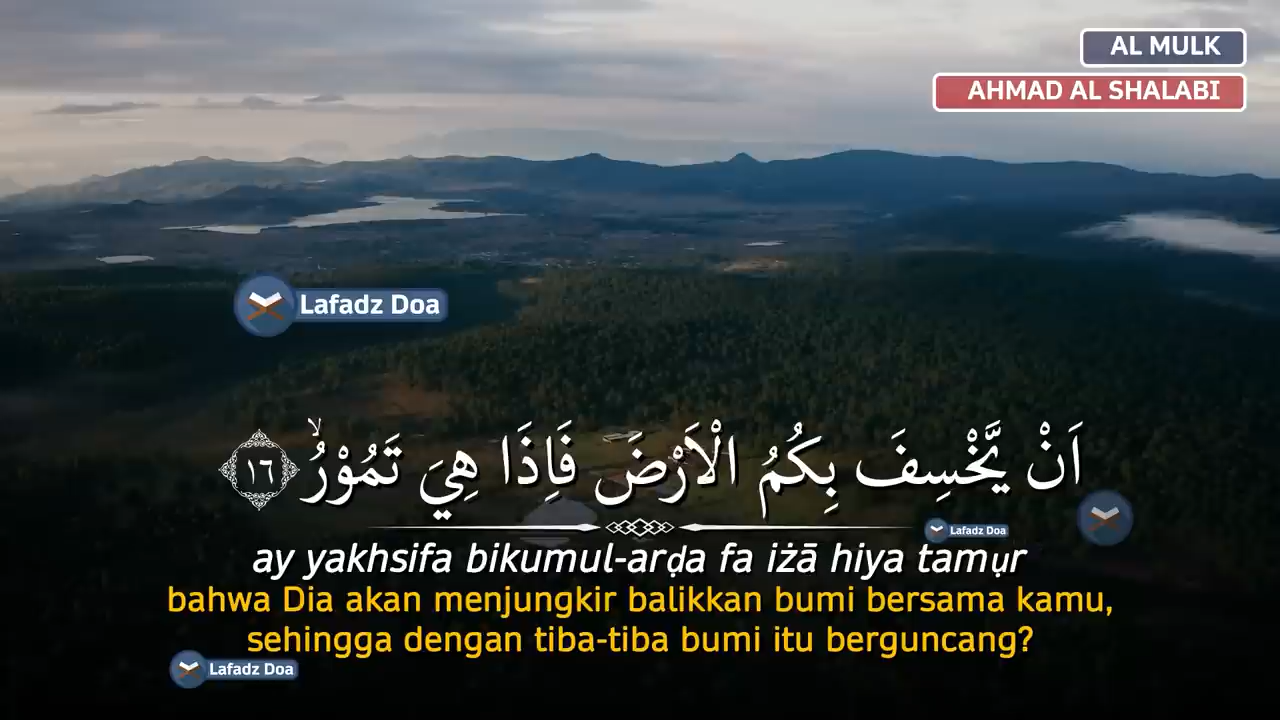 AL MULK
AHMAD AL SHALABI
Lafadz Doa
اَنْ يَّخْسِفَ بِكُمُ الْاَرْضَ فَاِذَا هِيَ تَمُوْرُۙ ١٦
Lafadz Doa
ay yakhsifa bikumul-arḍa fa iżā hiya tamụr
bahwa Dia akan menjungkir balikkan bumi bersama kamu,
sehingga dengan tiba-tiba bumi itu berguncang?
Lafadz Doa